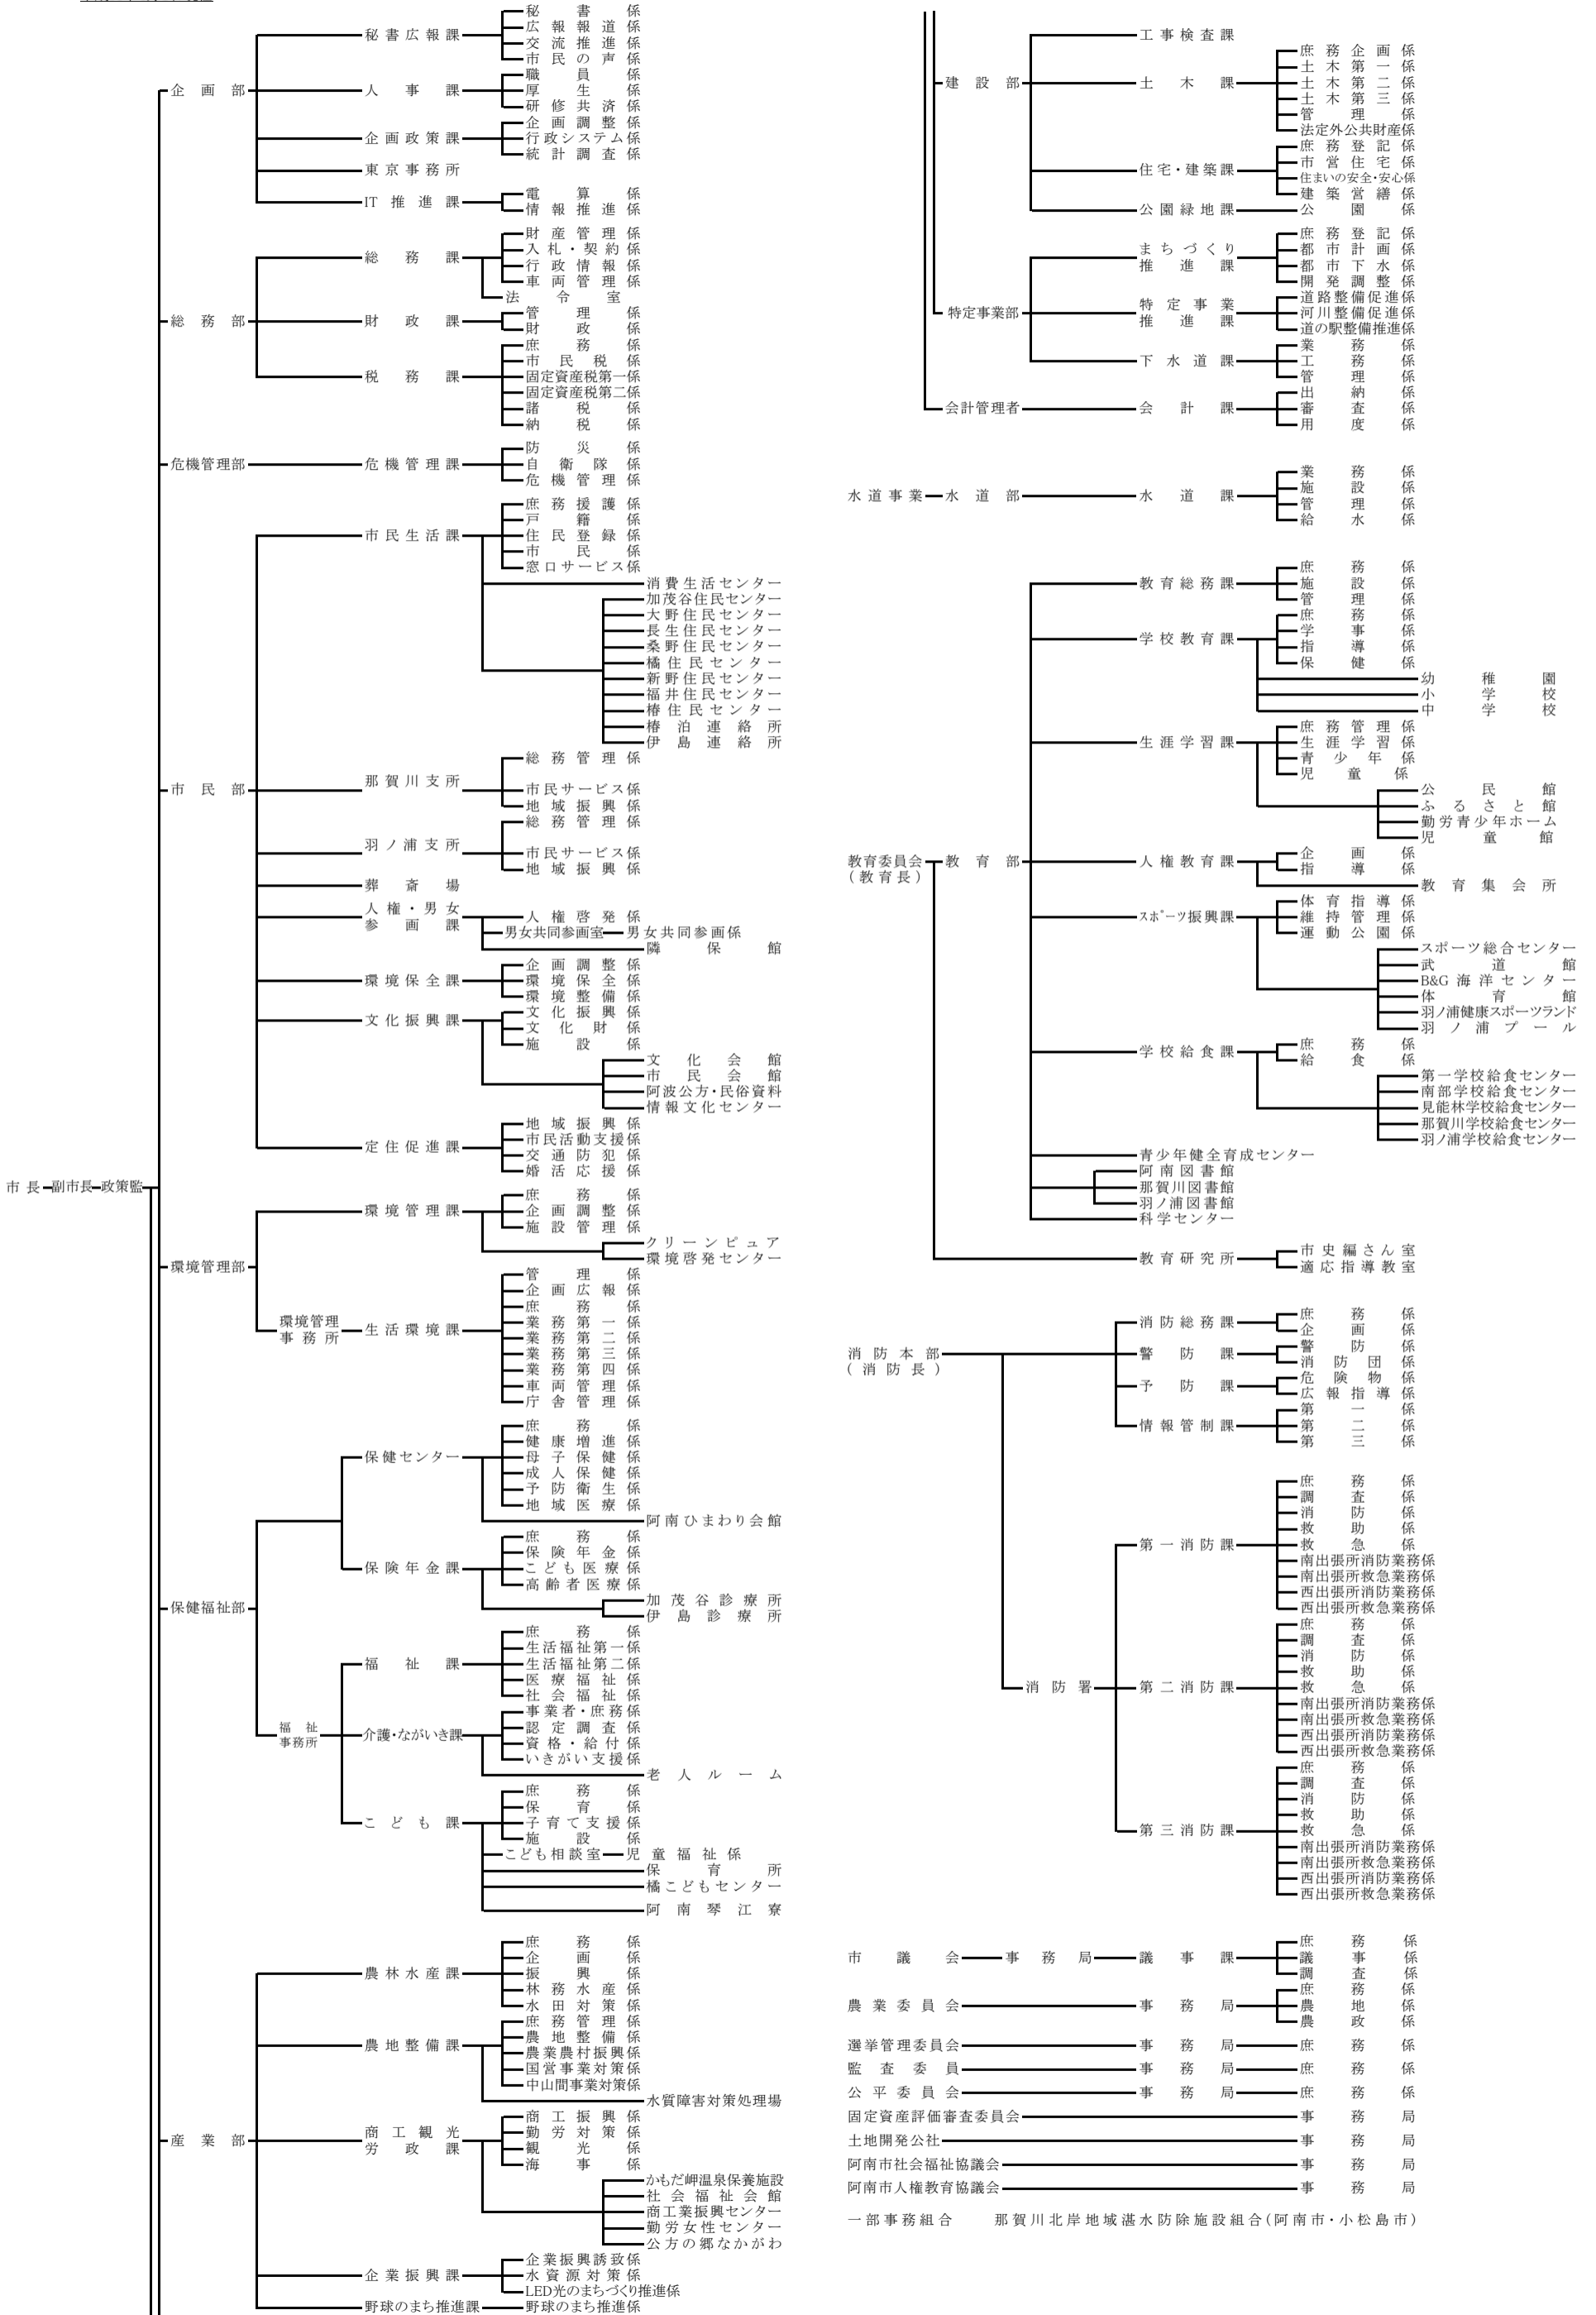 秘書係
秘書広報課
広報報道係
交流推進係
市民の声係
職員係
企画部
人事課
厚生係
研修共済係
企画調整係
企画政策課
行政システム係
統計調査係
東京事務所
電算係
IT推進課
情報推進係
財産管理係
総務課
入札・契約係
行政情報係
車両管理係
法令室
管理係
総務部
財政課
財政係
庶務係
市民税係
税務課
固定資産税第一係
固定資産税第二係
諸税係
納税係
防災係
危機管理部
危機管理課
自衛隊係
危機管理係
庶務援護係
戸籍係
市民生活課
住民登録係
市民係
窓口サービス係
消費生活センター
加茂谷住民センター
大野住民センター
長生住民センター
桑野住民センター
橘住民センター
新野住民センター
福井住民センター
椿住民センター
椿泊連絡所
伊島連絡所
総務管理係
市民部
那賀川支所
市民サービス係
地域振興係
総務管理係
羽ノ浦支所
市民サービス係
地域振興係
葬斎場
人権・男女
参画課
人権啓発係
男女共同参画室
男女共同参画係
隣保館
企画調整係
環境保全課
環境保全係
環境整備係
文化振興課
文化振興係
文化財係
施設係
文化会館
市民会館
阿波公方・民俗資料
情報文化センター
地域振興係
定住促進課
市民活動支援係
交通防犯係
婚活応援係
市長
副市長
政策監
庶務係
環境管理課
企画調整係
施設管理係
クリーンピュア
環境啓発センター
環境管理部
管理係
企画広報係
庶務係
環境管理
事務所
生活環境課
業務第一係
業務第二係
業務第三係
業務第四係
車両管理係
庁舎管理係
庶務係
健康増進係
保健センター
母子保健係
成人保健係
予防衛生係
地域医療係
阿南ひまわり会館
庶務係
保険年金係
保険年金課
こども医療係
高齢者医療係
加茂谷診療所
伊島診療所
保健福祉部
庶務係
生活福祉第一係
福祉課
生活福祉第二係
医療福祉係
社会福祉係
福祉
事務所
事業者・庶務係
介護・ながいき課
認定調査係
資格・給付係
いきがい支援係
老人ルーム
庶務係
保育係
こども課
子育て支援係
施設係
こども相談室
児童福祉係
保育所
橘こどもセンター
阿南琴江寮
庶務係
企画係
農林水産課
振興係
林務水産係
水田対策係
庶務管理係
農地整備課
農地整備係
農業農村振興係
国営事業対策係
中山間事業対策係
水質障害対策処理場
産業部
商工観光
労政課
商工振興係
勤労対策係
観光係
海事係
かもだ岬温泉保養施設
社会福祉会館
商工業振興センター
勤労女性センター
公方の郷なかがわ
企業振興誘致係
企業振興課
水資源対策係
LED光のまちづくり推進係
野球のまち推進課
野球のまち推進係
工事検査課
建設部
土木課
庶務企画係
土木第一係
土木第二係
土木第三係
管理係
法定外公共財産係
住宅・建築課
庶務登記係
市営住宅係
住まいの安全・安心係
建築営繕係
公園緑地課
公園係
特定事業部
まちづくり
推進課
庶務登記係
都市計画係
都市下水係
開発調整係
特定事業
推進課
道路整備促進係
河川整備促進係
道の駅整備推進係
下水道課
業務係
工務係
管理係
会計管理者
会計課
出納係
審査係
用度係
水道事業
水道部
水道課
業務係
施設係
管理係
給水係
教育委員会
(教育長)
教育部
教育総務課
庶務係
施設係
管理係
学校教育課
庶務係
学事係
指導係
保健係
幼稚園
小学校
中学校
生涯学習課
庶務管理係
生涯学習係
青少年係
児童係
公民館
ふるさと館
勤労青少年ホーム
児童館
人権教育課
企画係
指導係
教育集会所
スポーツ振興課
体育指導係
維持管理係
運動公園係
スポーツ総合センター
武道館
B&G海洋センター
体育館
羽ノ浦健康スポーツランド
羽ノ浦プール
学校給食課
庶務係
給食係
第一学校給食センター
南部学校給食センター
見能林学校給食センター
那賀川学校給食センター
羽ノ浦学校給食センター
青少年健全育成センター
阿南図書館
那賀川図書館
羽ノ浦図書館
科学センター
教育研究所
市史編さん室
適応指導教室
消防本部
(消防長)
消防総務課
庶務係
企画係
警防課
警防係
消防団係
予防課
危険物係
広報指導係
情報管制課
第一係
第二係
第三係
消防署
第一消防課
庶務係
調査係
消防係
救助係
救急係
南出張所消防業務係
南出張所救急業務係
西出張所消防業務係
西出張所救急業務係
第二消防課
庶務係
調査係
消防係
救助係
救急係
南出張所消防業務係
南出張所救急業務係
西出張所消防業務係
西出張所救急業務係
第三消防課
庶務係
調査係
消防係
救助係
救急係
南出張所消防業務係
南出張所救急業務係
西出張所消防業務係
西出張所救急業務係
市議会
事務局
議事課
庶務係
議事係
調査係
農業委員会
事務局
庶務係
農地係
農政係
選挙管理委員会
事務局
庶務係
監査委員
事務局
庶務係
公平委員会
事務局
庶務係
固定資産評価審査委員会
事務局
土地開発公社
事務局
阿南市社会福祉協議会
事務局
阿南市人権教育協議会
事務局
一部事務組合 那賀川北岸地域湛水防除施設組合(阿南市・小松島市)